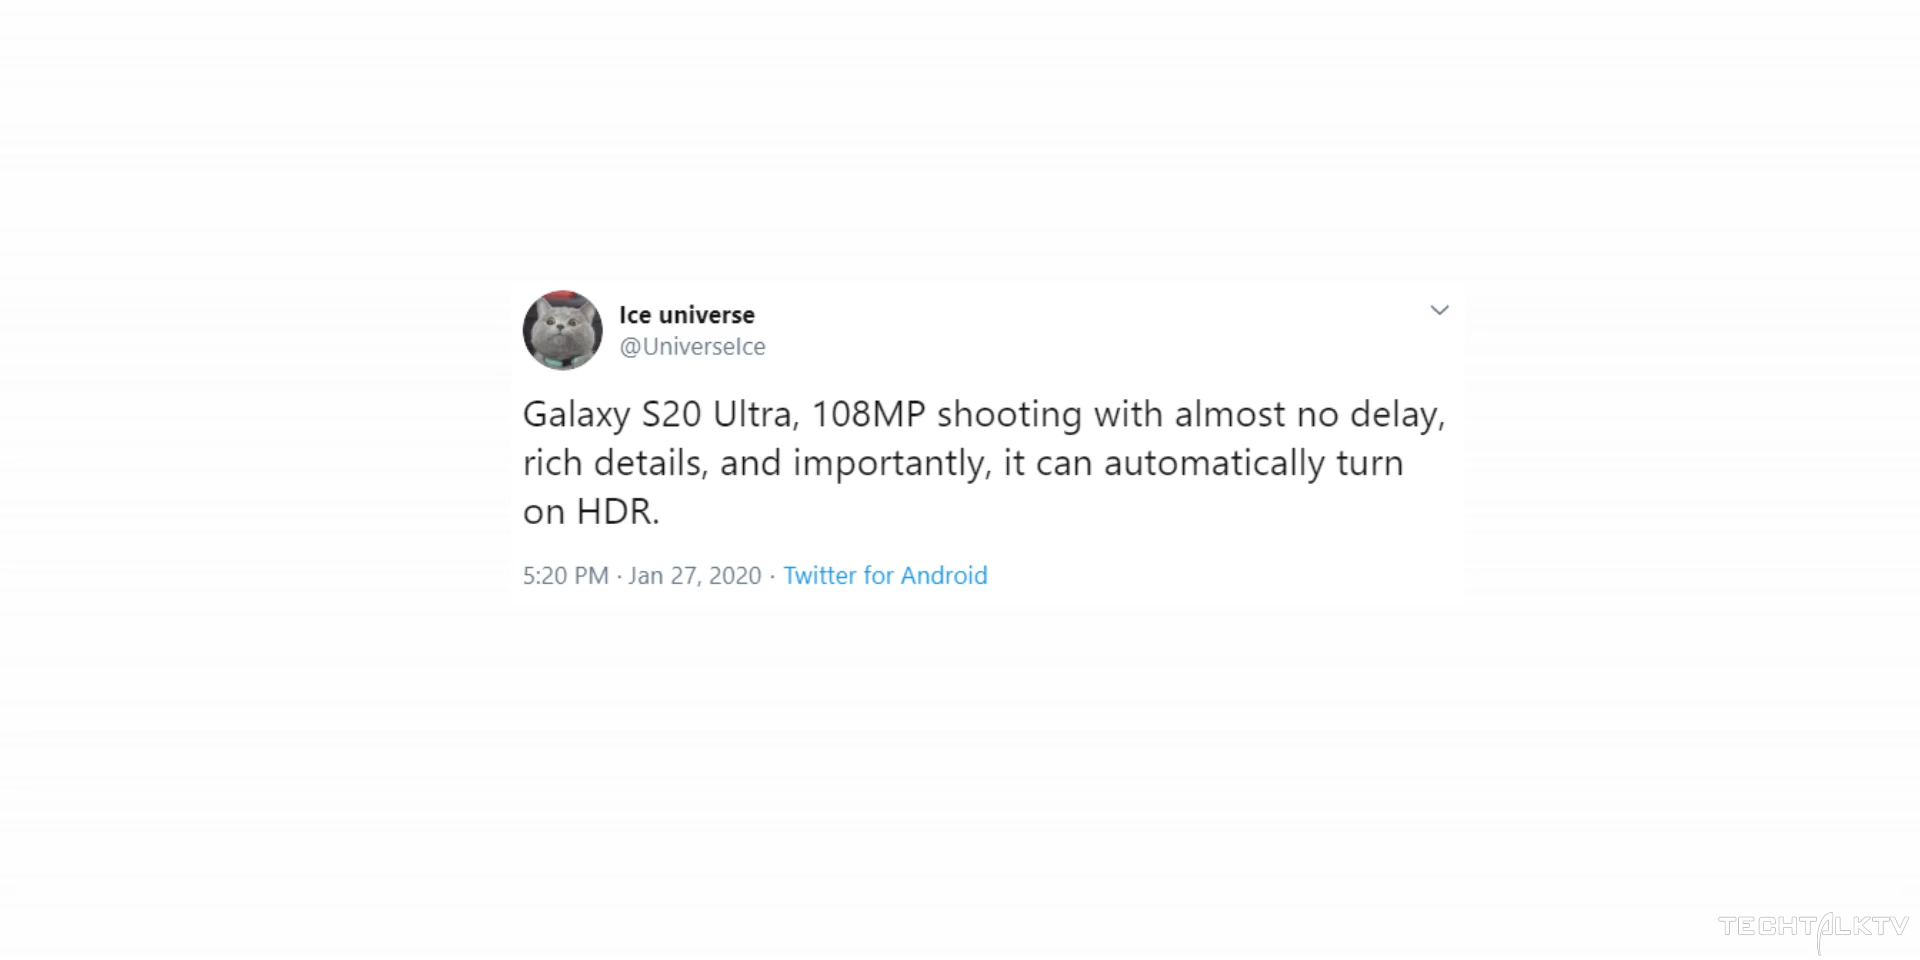 Ice universe
@UniverseIce
Galaxy S20 Ultra, 108MP shooting with almost no delay,
rich details, and importantly, it can automatically turn
on HDR.
5:20 PM · Jan 27, 2020 · Twitter for Android
TECHTALKTV